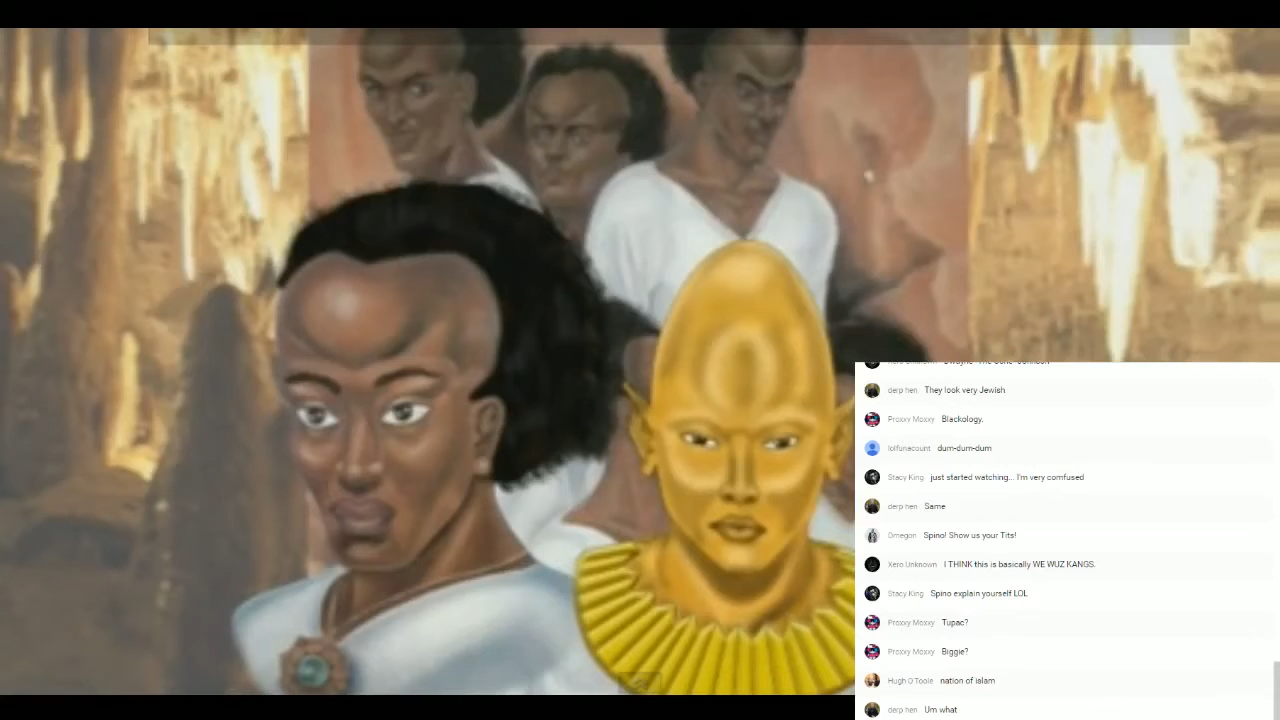 derp hen They look very Jewish
Proxxy Moxxy Blackology.
lolfunacount dum-dum-dum
Stacy King just started watching... I'm very comfused
derp hen Same
Omegon Spino! Show us your Tits!
Xero Unknown I THINK this is basically WE WUZ KANGS.
Stacy King Spino explain yourself LOL
Proxxy Moxxy Tupac?
Proxxy Moxxy Biggie?
Hugh O'Toole nation of islam
derp hen Um what